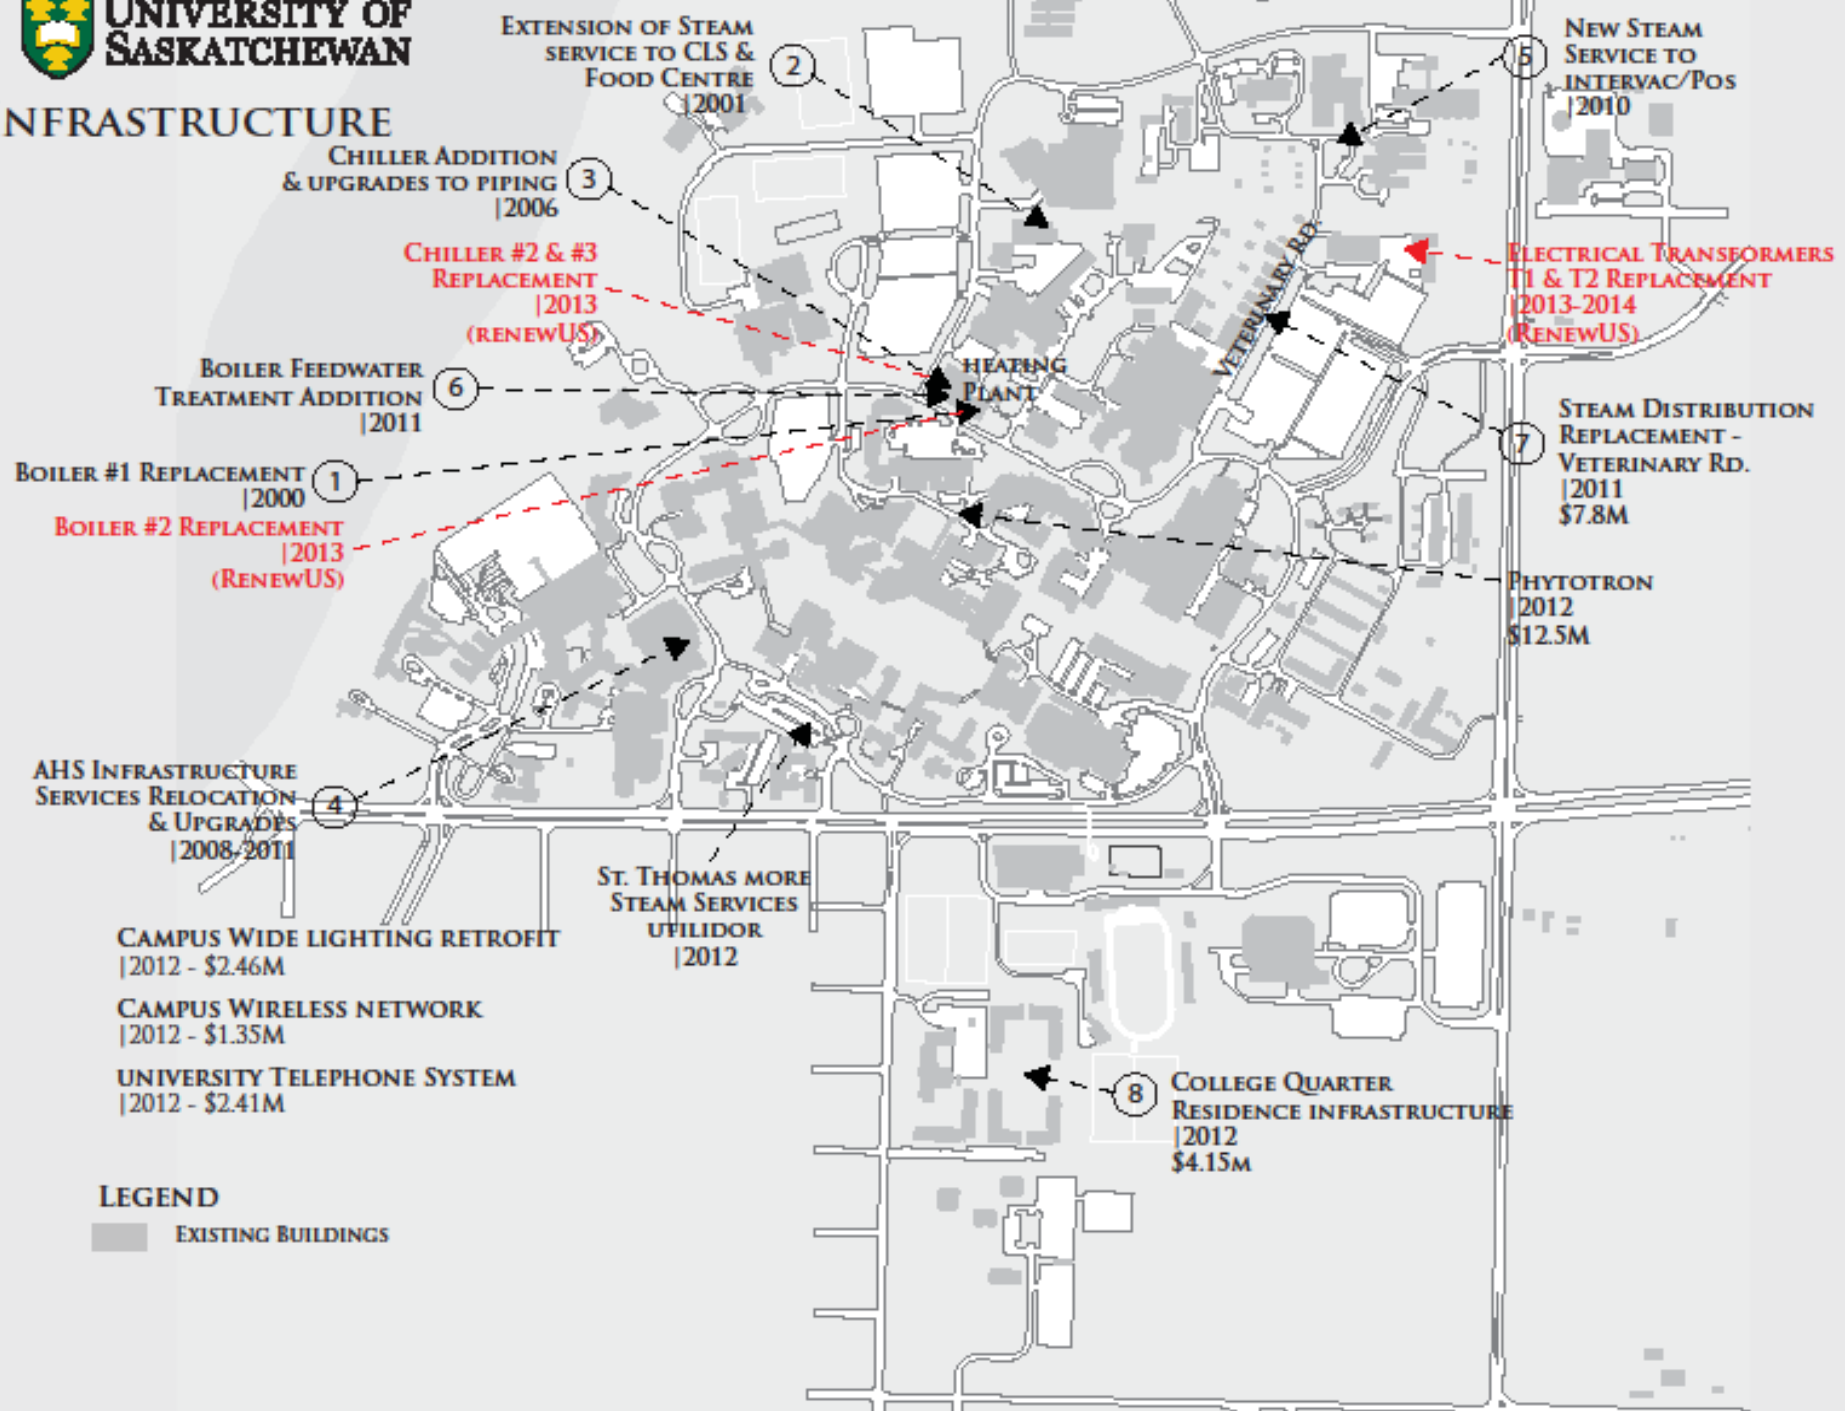 UNIVERSITY OF
SASKATCHEWAN
NFRASTRUCTURE
EXTENSION OF STEAM
SERVICE TO CLS &
FOOD CENTRE
|2001
2
NEW STEAM
SERVICE TO
INTERVAC/POS
|2010
5
CHILLER ADDITION
& UPGRADES TO PIPING
|2006
3
CHILLER #2 & #3
REPLACEMENT
|2013
(RENEWUS)
ELECTRICAL TRANSFORMERS
T1 & T2 REPLACEMENT
|2013-2014
(RENEWUS)
VETERINARY RD.
HEATING
PLANT
BOILER FEEDWATER
TREATMENT ADDITION
|2011
6
STEAM DISTRIBUTION
REPLACEMENT -
VETERINARY RD.
|2011
$7.8M
7
BOILER #1 REPLACEMENT
|2000
1
BOILER #2 REPLACEMENT
|2013
(RENEWUS)
PHYTOTRON
|2012
$12.5M
AHS INFRASTRUCTURE
SERVICES RELOCATION
& UPGRADES
|2008-2011
4
ST. THOMAS MORE
STEAM SERVICES
UTILIDOR
|2012
CAMPUS WIDE LIGHTING RETROFIT
|2012 - $2.46M
CAMPUS WIRELESS NETWORK
|2012 - $1.35M
UNIVERSITY TELEPHONE SYSTEM
|2012 - $2.41M
8
COLLEGE QUARTER
RESIDENCE INFRASTRUCTURE
|2012
$4.15M
LEGEND
EXISTING BUILDINGS